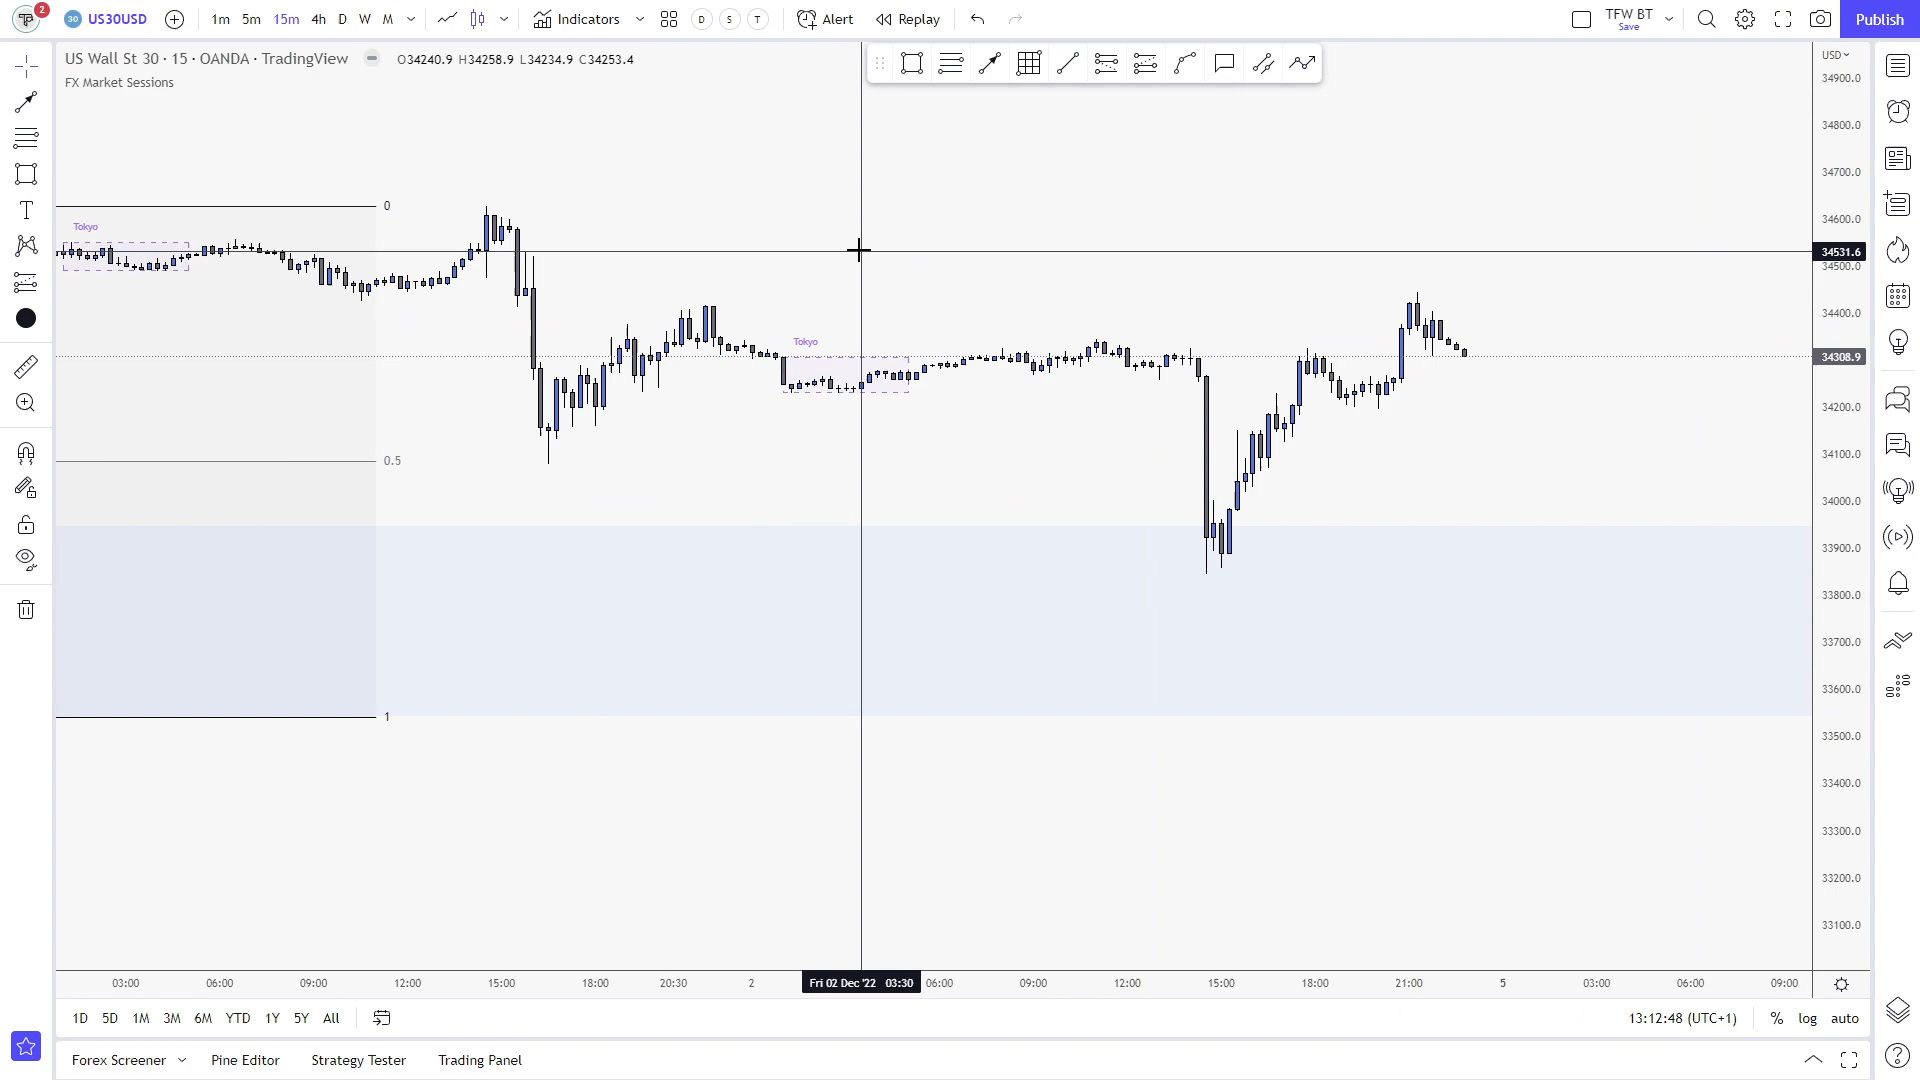 2
30 US30USD 1m 5m 15m 4h D W M Indicators D S T Alert Replay TFW BT Save Publish
US Wall St 30 · 15 · OANDA · TradingView O34240.9 H34258.9 L34234.9 C34253.4
FX Market Sessions
USD
34900.0
34800.0
34700.0
34600.0
34531.6
34500.0
34400.0
34308.9
34200.0
34100.0
34000.0
33900.0
33800.0
33700.0
33600.0
33500.0
33400.0
33300.0
33200.0
33100.0
0
Tokyo
Tokyo
0.5
1
03:00 06:00 09:00 12:00 15:00 18:00 20:30 2 Fri 02 Dec '22 03:30 06:00 09:00 12:00 15:00 18:00 21:00 5 03:00 06:00 09:00
1D 5D 1M 3M 6M YTD 1Y 5Y All 13:12:48 (UTC+1) % log auto
Forex Screener Pine Editor Strategy Tester Trading Panel